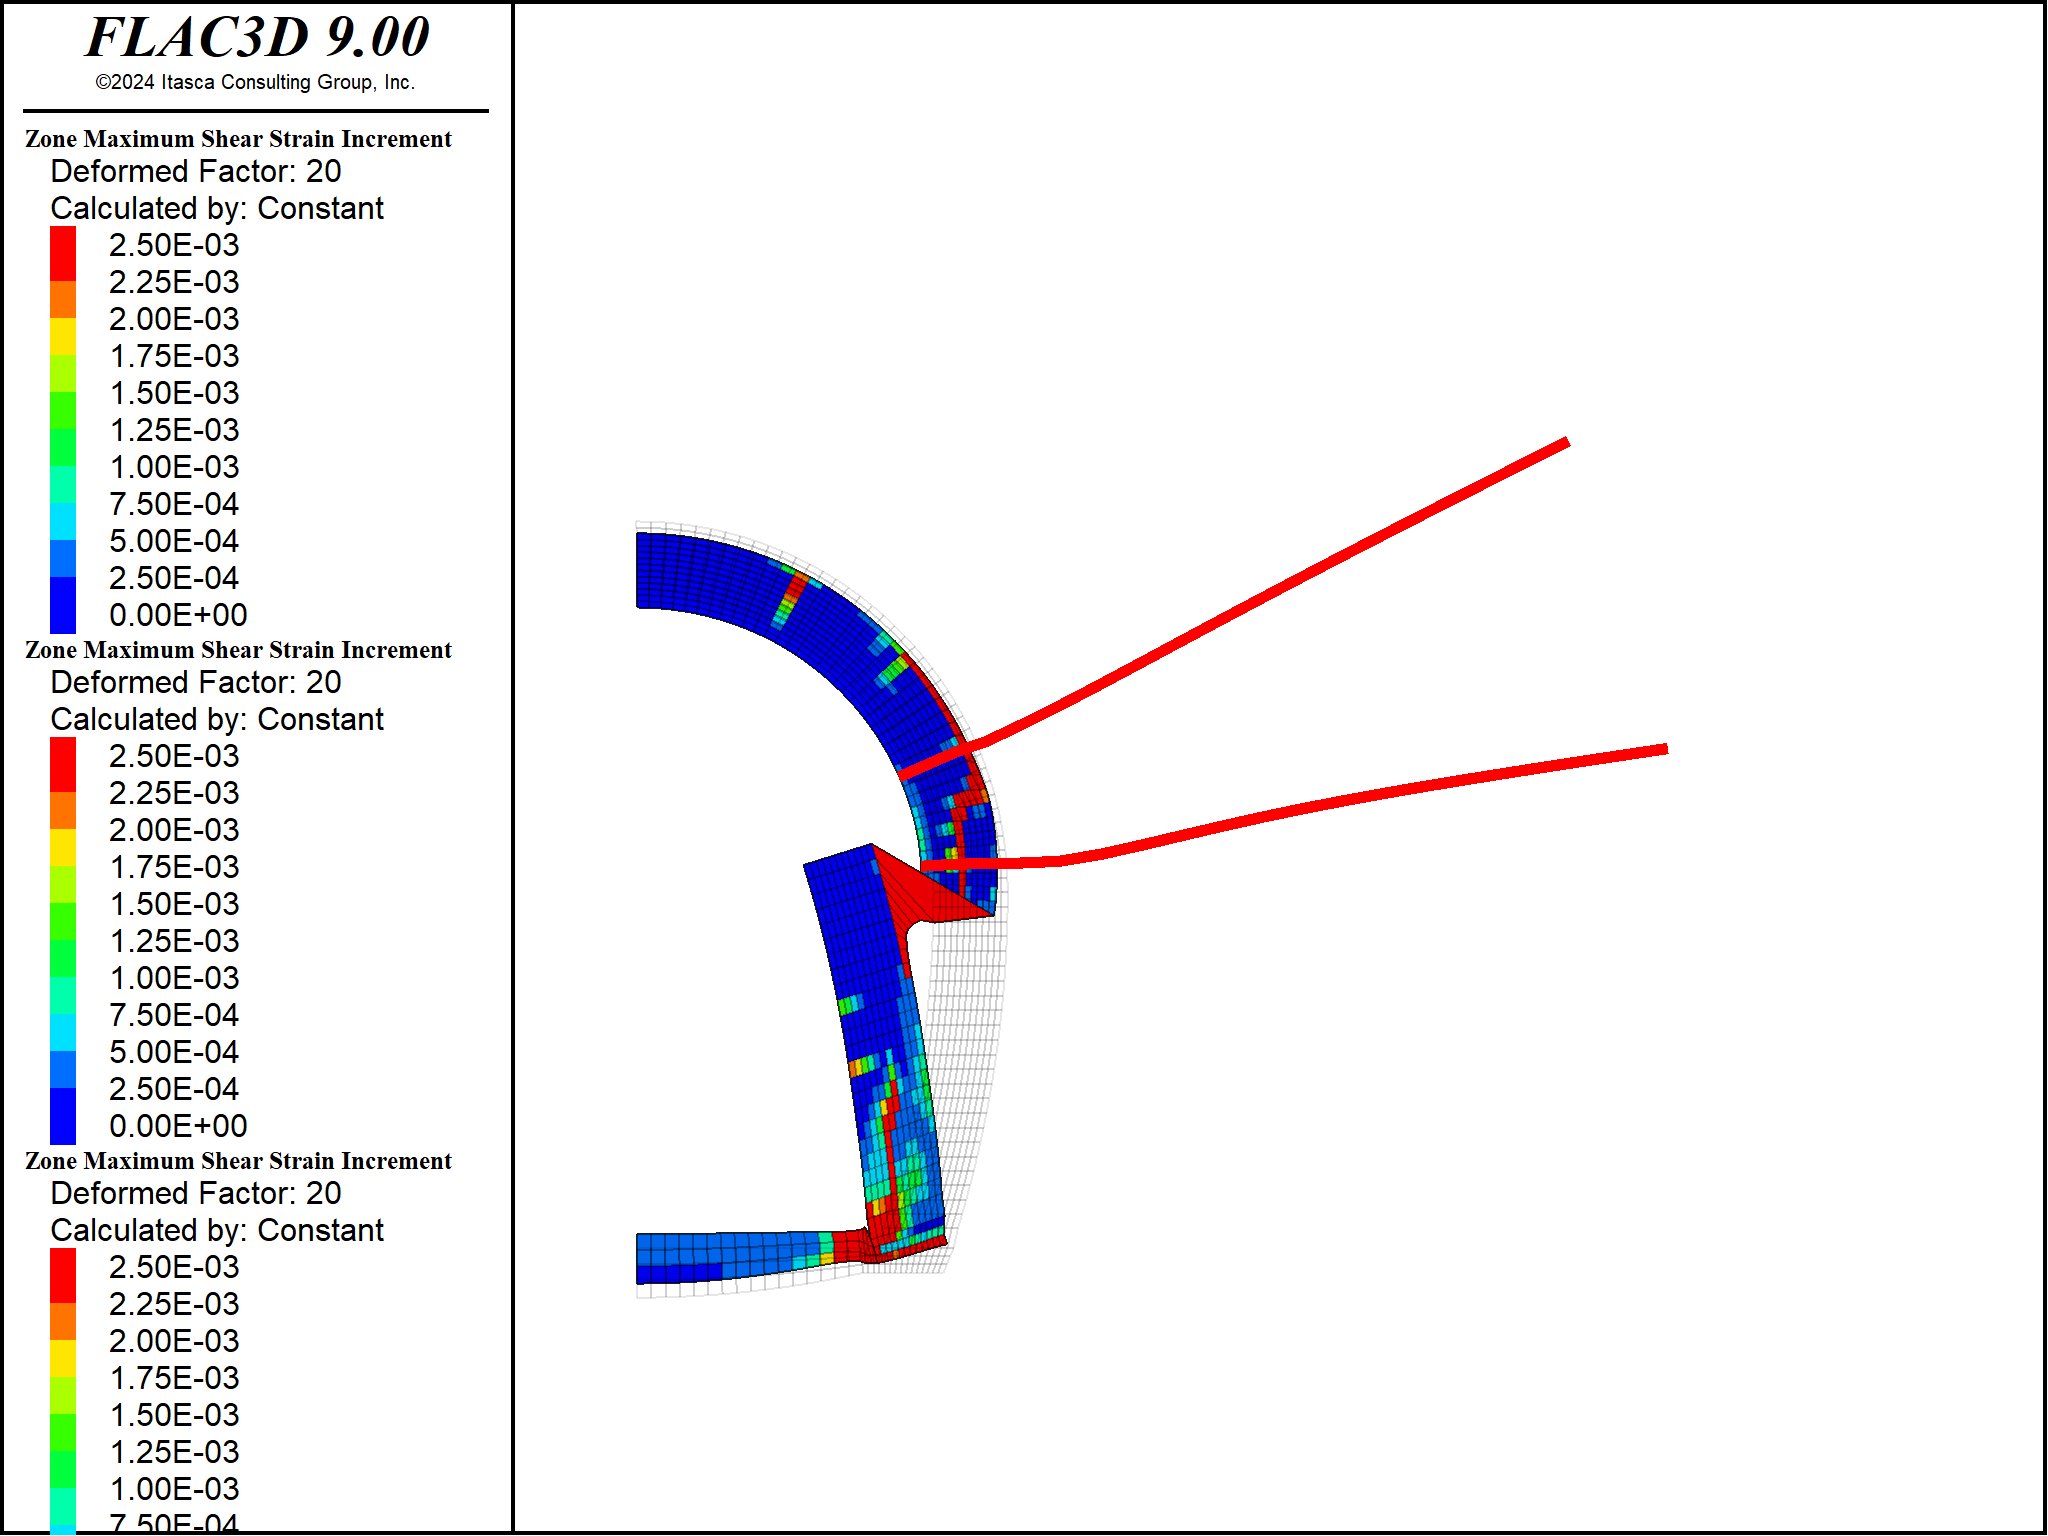 FLAC3D 9.00
©2024 Itasca Consulting Group, Inc.
Zone Maximum Shear Strain Increment
Deformed Factor: 20
Calculated by: Constant
2.50E-03
2.25E-03
2.00E-03
1.75E-03
1.50E-03
1.25E-03
1.00E-03
7.50E-04
5.00E-04
2.50E-04
0.00E+00
Zone Maximum Shear Strain Increment
Deformed Factor: 20
Calculated by: Constant
2.50E-03
2.25E-03
2.00E-03
1.75E-03
1.50E-03
1.25E-03
1.00E-03
7.50E-04
5.00E-04
2.50E-04
0.00E+00
Zone Maximum Shear Strain Increment
Deformed Factor: 20
Calculated by: Constant
2.50E-03
2.25E-03
2.00E-03
1.75E-03
1.50E-03
1.25E-03
1.00E-03
7.50E-04